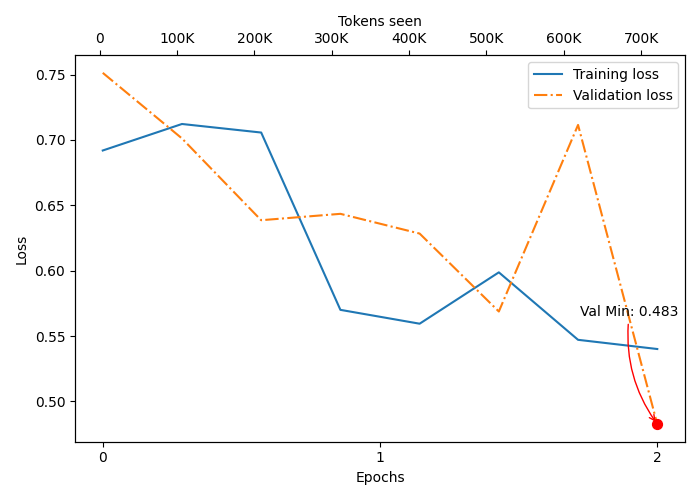 Tokens seen
0 100K 200K 300K 400K 500K 600K 700K
Training loss
Validation loss
0.75
0.70
0.65
0.60
0.55
0.50
Loss
Val Min: 0.483
0 1 2
Epochs